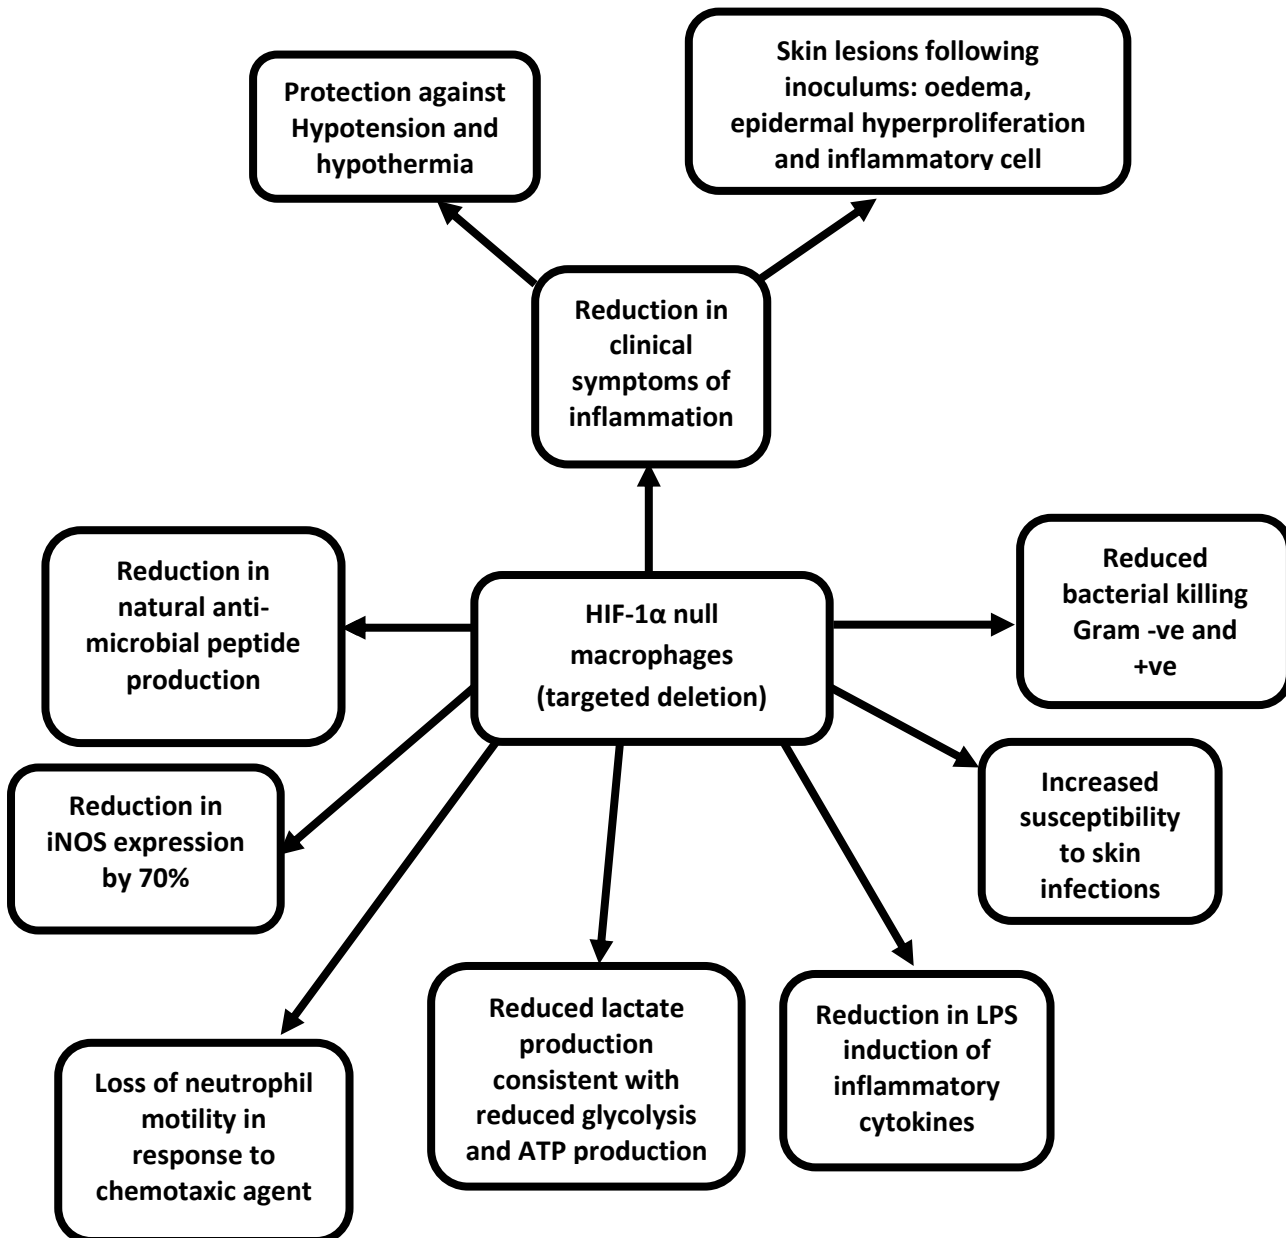 Protection against
Hypotension and
hypothermia
Skin lesions following
inoculums: oedema,
epidermal hyperproliferation
and inflammatory cell
Reduction in
clinical
symptoms of
inflammation
Reduction in
natural anti-
microbial peptide
production
HIF-1α null
macrophages
(targeted deletion)
Reduced
bacterial killing
Gram -ve and
+ve
Reduction in
iNOS expression
by 70%
Increased
susceptibility
to skin
infections
Loss of neutrophil
motility in
response to
chemotaxic agent
Reduced lactate
production
consistent with
reduced glycolysis
and ATP production
Reduction in LPS
induction of
inflammatory
cytokines